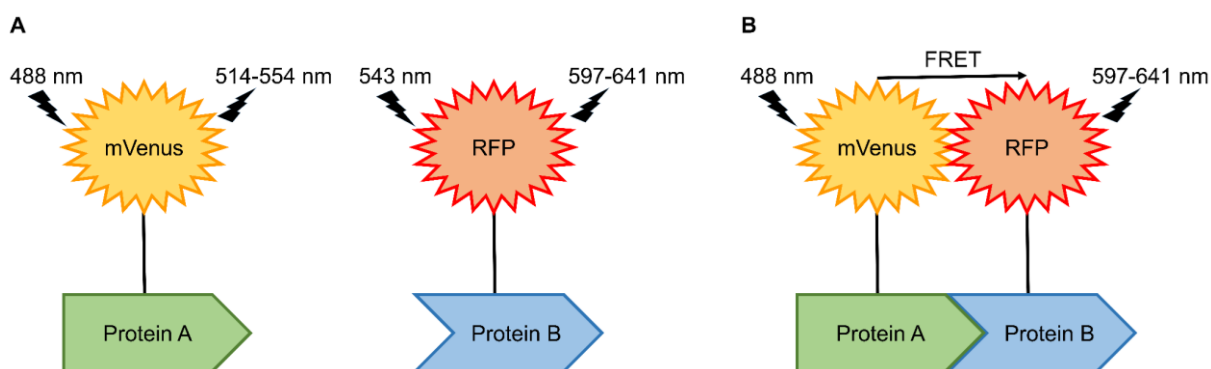 A
488 nm
514-554 nm
mVenus
Protein A
543 nm
597-641 nm
RFP
Protein B
B
FRET
488 nm
597-641 nm
mVenus
RFP
Protein A
Protein B